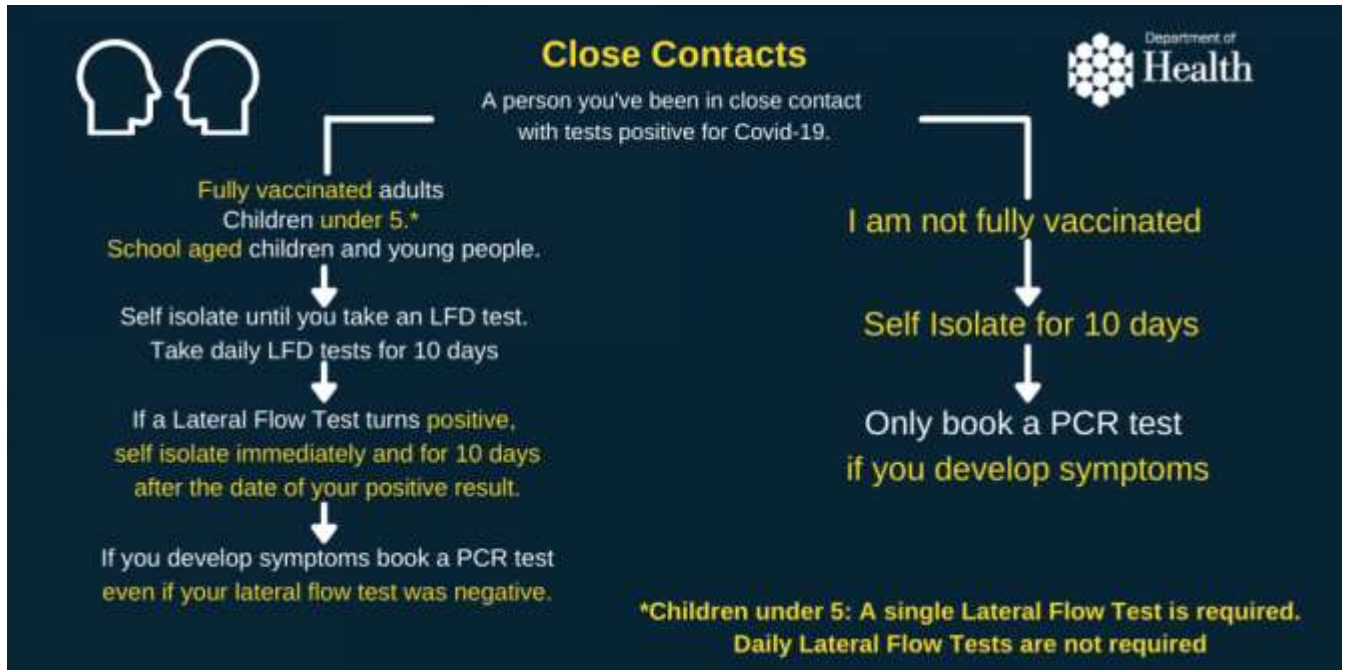 Close Contacts
A person you've been in close contact
with tests positive for Covid-19.
Department of
Health
Fully vaccinated adults
Children under 5.*
School aged children and young people.
Self isolate until you take an LFD test.
Take daily LFD tests for 10 days
If a Lateral Flow Test turns positive,
self isolate immediately and for 10 days
after the date of your positive result.
If you develop symptoms book a PCR test
even if your lateral flow test was negative.
I am not fully vaccinated
Self Isolate for 10 days
Only book a PCR test
if you develop symptoms
*Children under 5: A single Lateral Flow Test is required.
Daily Lateral Flow Tests are not required